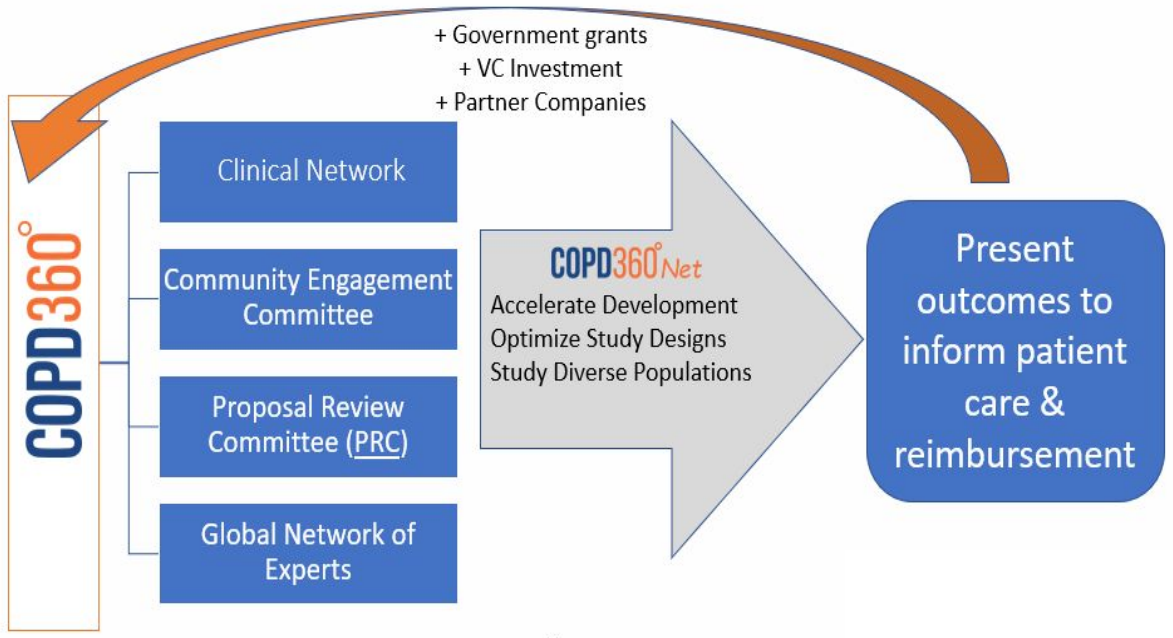 + Government grants
+ VC Investment
+ Partner Companies
COPD360°
Clinical Network
Community Engagement
Committee
Proposal Review
Committee (PRC)
Global Network of
Experts
COPD360°Net
Accelerate Development
Optimize Study Designs
Study Diverse Populations
Present
outcomes to
inform patient
care &
reimbursement